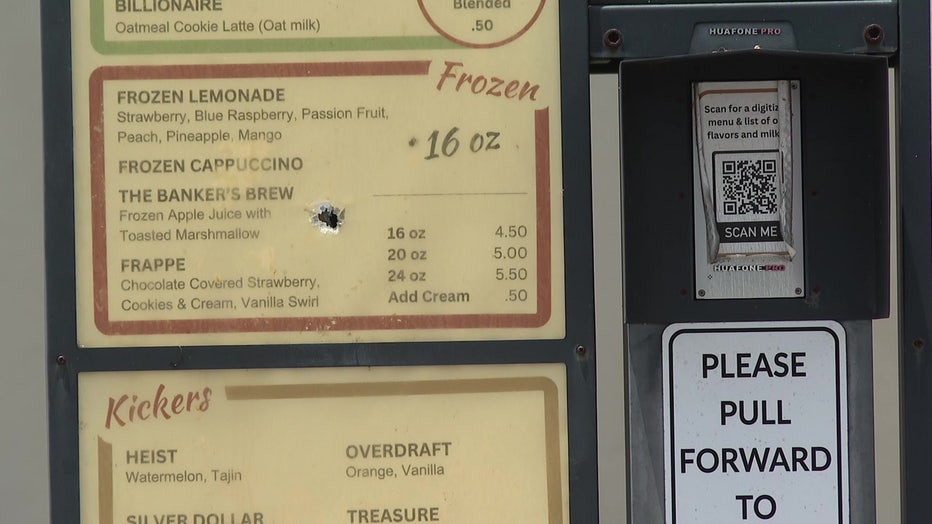 BILLIONAIRE
Oatmeal Cookie Latte (Oat milk)
Blended
.50
Frozen
FROZEN LEMONADE
Strawberry, Blue Raspberry, Passion Fruit,
Peach, Pineapple, Mango
• 16 oz
FROZEN CAPPUCCINO
THE BANKER'S BREW
Frozen Apple Juice with
Toasted Marshmallow
FRAPPE
Chocolate Covered Strawberry,
Cookies & Cream, Vanilla Swirl
16 oz 4.50
20 oz 5.00
24 oz 5.50
Add Cream .50
Kickers
HEIST
Watermelon, Tajin
OVERDRAFT
Orange, Vanilla
SILVER DOLLAR
TREASURE
HUAFONE PRO
Scan for a digitiz
menu & list of o
flavors and milk
SCAN ME
HUAFONE PRO
PLEASE
PULL
FORWARD
TO